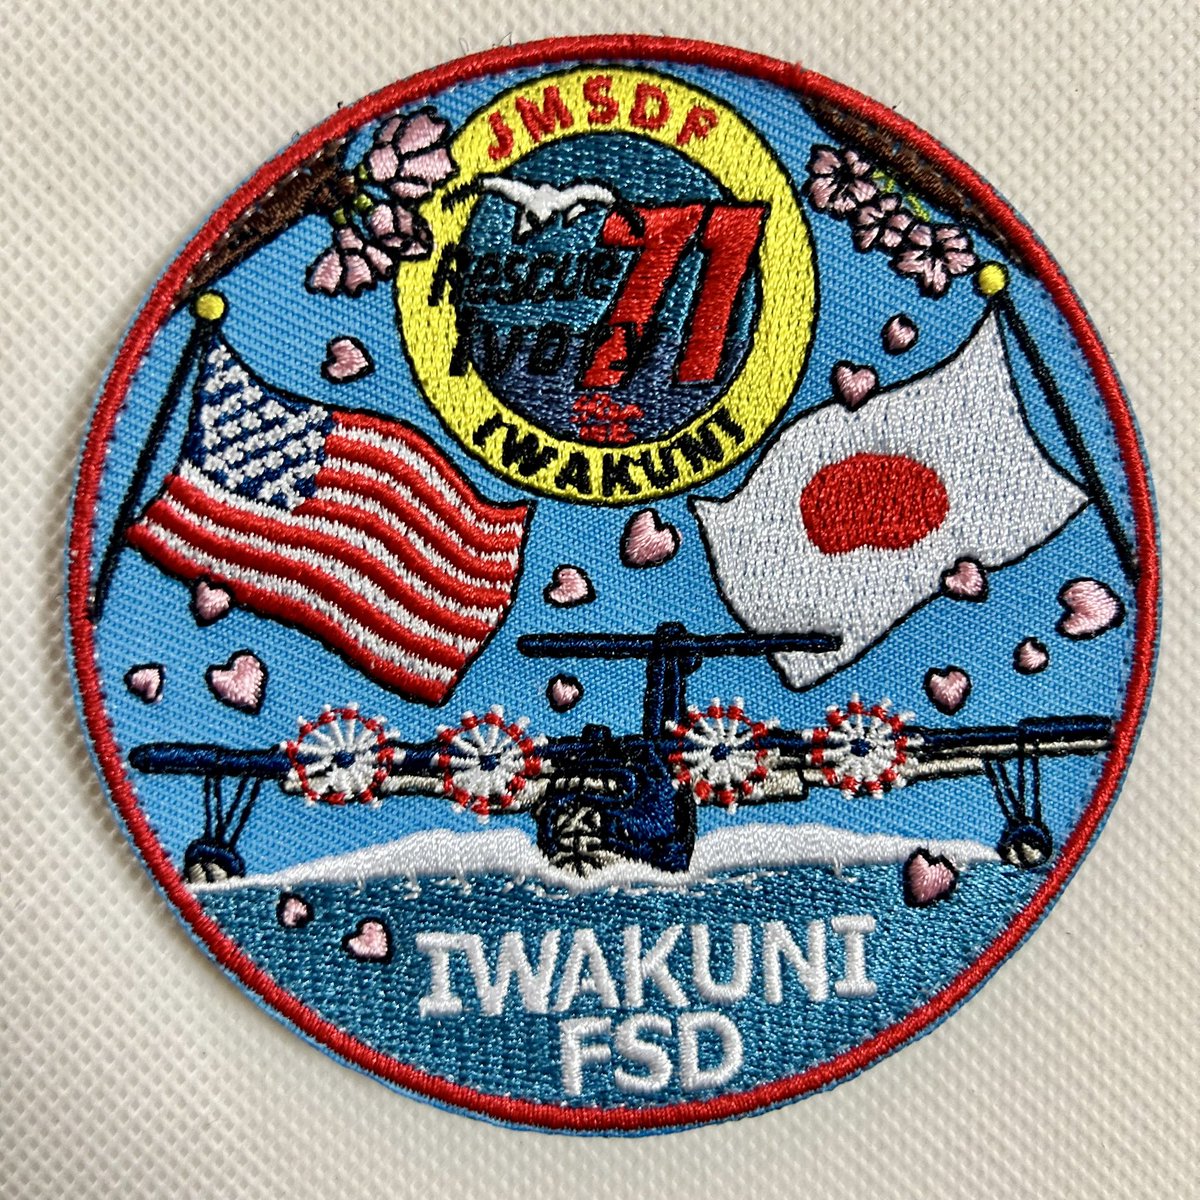 JMSDF
71
Rescue
Ivory
IWAKUNI
IWAKUNI
FSD